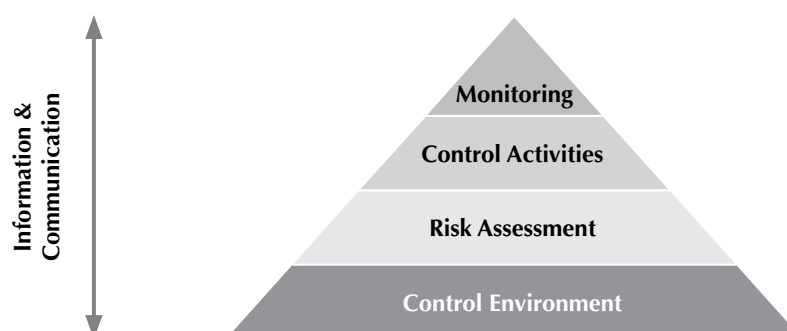 Information &
Communication
Monitoring
Control Activities
Risk Assessment
Control Environment